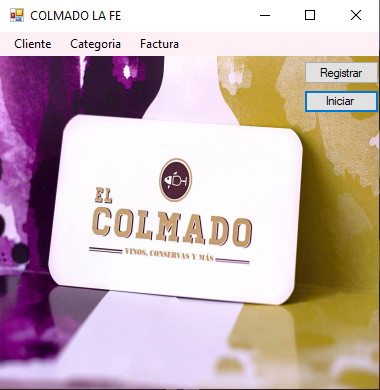 COLMADO LA FE
Cliente Categoria Factura
Registrar
Iniciar
EL
COLMADO
VINOS, CONSERVAS Y MÁS